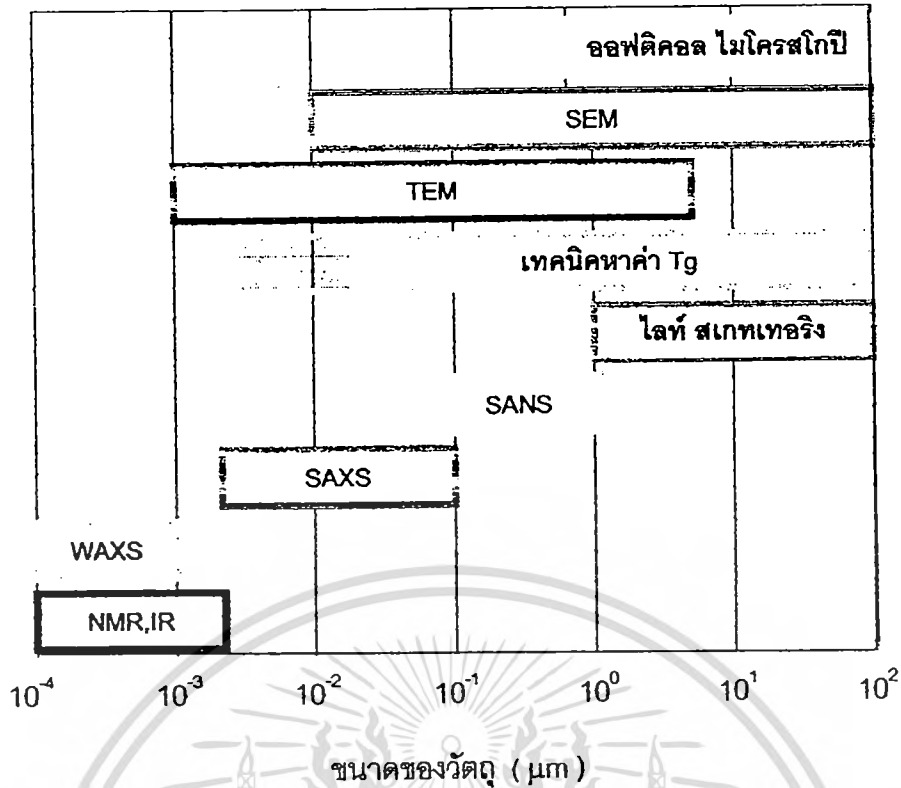 ออฟติคอล ไมโครสโกปี
SEM
TEM
เทคนิคหาค่า Tg
ไลท์ สเกทเทอริง
SANS
SAXS
WAXS
NMR,IR
10⁻⁴ 10⁻³ 10⁻² 10⁻¹ 10⁰ 10¹ 10²
ขนาดของวัตถุ (μm)